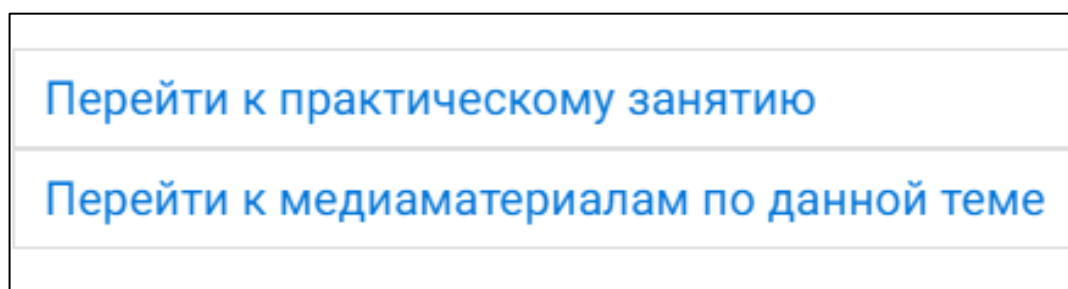 Перейти к практическому занятию
Перейти к медиаматериалам по данной теме